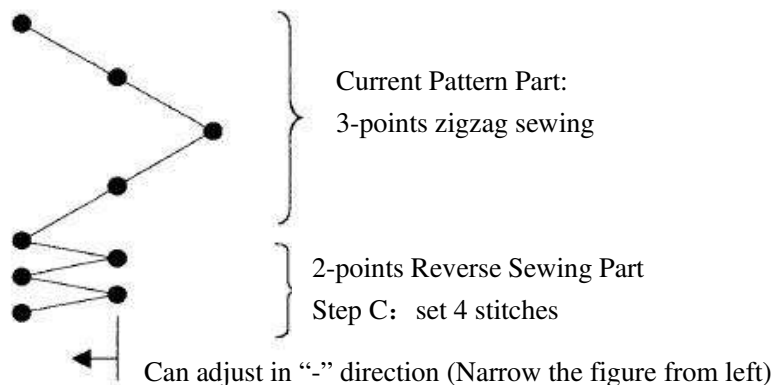 Current Pattern Part:
3-points zigzag sewing
2-points Reverse Sewing Part
Step C：set 4 stitches
Can adjust in “-” direction (Narrow the figure from left)